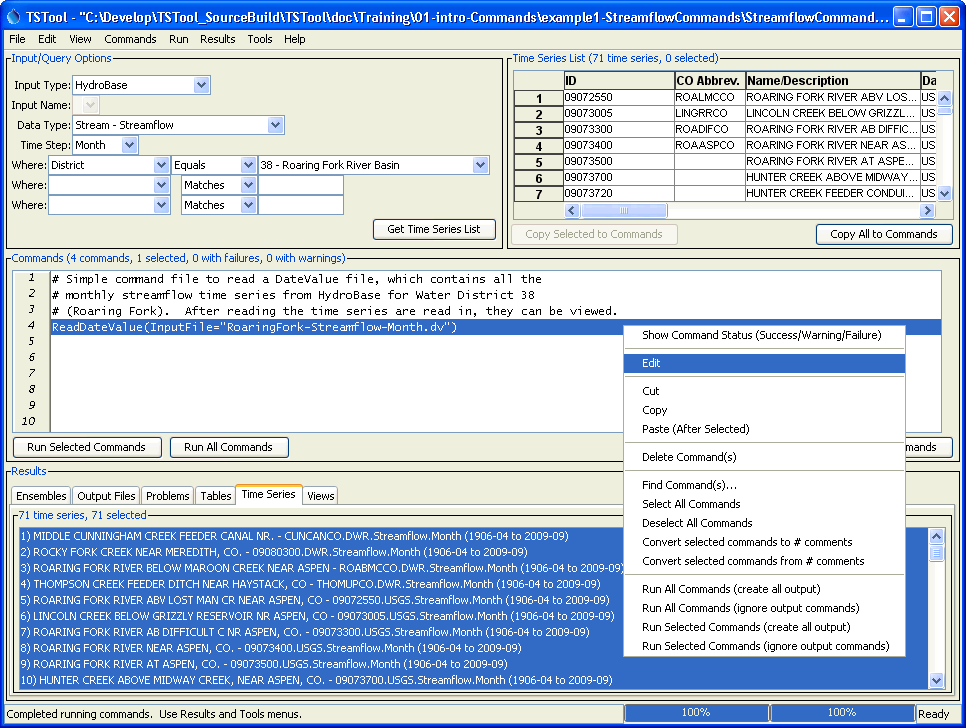 TSTool - "C:\Develop\TSTool_SourceBuild\TSTool\doc\Training\01-intro-Commands\example1-StreamflowCommands\StreamflowCommand...
File Edit View Commands Run Results Tools Help
Input/Query Options
Input Type: HydroBase
Input Name:
Data Type: Stream - Streamflow
Time Step: Month
Where: District Equals 38 - Roaring Fork River Basin
Where: Matches
Where: Matches
Get Time Series List
Time Series List (71 time series, 0 selected)
ID CO Abbrev. Name/Description Da
1 09072550 ROALMCCO ROARING FORK RIVER ABV LOS... US
2 09073005 LINGRRCO LINCOLN CREEK BELOW GRIZZL... US
3 09073300 ROADIFCO ROARING FORK RIVER AB DIFFIC... US
4 09073400 ROAASPCO ROARING FORK RIVER NEAR AS... US
5 09073500 ROARING FORK RIVER AT ASPE... US
6 09073700 HUNTER CREEK ABOVE MIDWAY... US
7 09073720 HUNTER CREEK FEEDER CONDUI... US
Copy Selected to Commands Copy All to Commands
Commands (4 commands, 1 selected, 0 with failures, 0 with warnings)
1 # Simple command file to read a DateValue file, which contains all the
2 # monthly streamflow time series from HydroBase for Water District 38
3 # (Roaring Fork).  After reading the time series are read in, they can be viewed.
4 ReadDateValue(InputFile="RoaringFork-Streamflow-Month.dv")
5
6
7
8
9
10
Run Selected Commands Run All Commands mands
Show Command Status (Success/Warning/Failure)
Edit
Cut
Copy
Paste (After Selected)
Delete Command(s)
Find Command(s)...
Select All Commands
Deselect All Commands
Convert selected commands to # comments
Convert selected commands from # comments
Run All Commands (create all output)
Run All Commands (ignore output commands)
Run Selected Commands (create all output)
Run Selected Commands (ignore output commands)
Results
Ensembles Output Files Problems Tables Time Series Views
71 time series, 71 selected
1) MIDDLE CUNNINGHAM CREEK FEEDER CANAL NR. - CUNCANCO.DWR.Streamflow.Month (1906-04 to 2009-09)
2) ROCKY FORK CREEK NEAR MEREDITH, CO. - 09080300.DWR.Streamflow.Month (1906-04 to 2009-09)
3) ROARING FORK RIVER BELOW MAROON CREEK NEAR ASPEN - ROABMCCO.DWR.Streamflow.Month (1906-04 to 2009-09)
4) THOMPSON CREEK FEEDER DITCH NEAR HAYSTACK, CO - THOMUPCO.DWR.Streamflow.Month (1906-04 to 2009-09)
5) ROARING FORK RIVER ABV LOST MAN CR NEAR ASPEN, CO - 09072550.USGS.Streamflow.Month (1906-04 to 2009-09)
6) LINCOLN CREEK BELOW GRIZZLY RESERVOIR NR ASPEN, CO - 09073005.USGS.Streamflow.Month (1906-04 to 2009-09)
7) ROARING FORK RIVER AB DIFFICULT C NR ASPEN, CO. - 09073300.USGS.Streamflow.Month (1906-04 to 2009-09)
8) ROARING FORK RIVER NEAR ASPEN, CO. - 09073400.USGS.Streamflow.Month (1906-04 to 2009-09)
9) ROARING FORK RIVER AT ASPEN, CO. - 09073500.USGS.Streamflow.Month (1906-04 to 2009-09)
10) HUNTER CREEK ABOVE MIDWAY CREEK, NEAR ASPEN, CO. - 09073700.USGS.Streamflow.Month (1906-04 to 2009-09)
Completed running commands.  Use Results and Tools menus. 100% 100% Ready